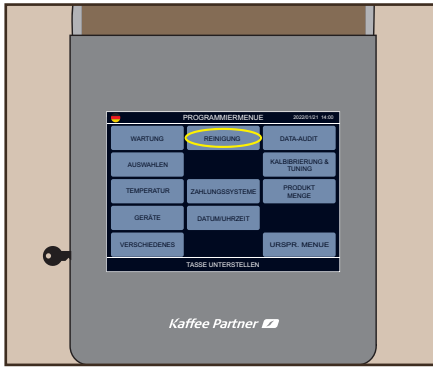 PROGRAMMIERMENUE 2022/01/21 14:00
WARTUNG REINIGUNG DATA-AUDIT
AUSWAHLEN KALBIBRIERUNG &
TUNING
TEMPERATUR ZAHLUNGSSYSTEME PRODUKT
MENGE
GERÄTE DATUM/UHRZEIT
VERSCHIEDENES URSPR. MENUE
TASSE UNTERSTELLEN
Kaffee Partner